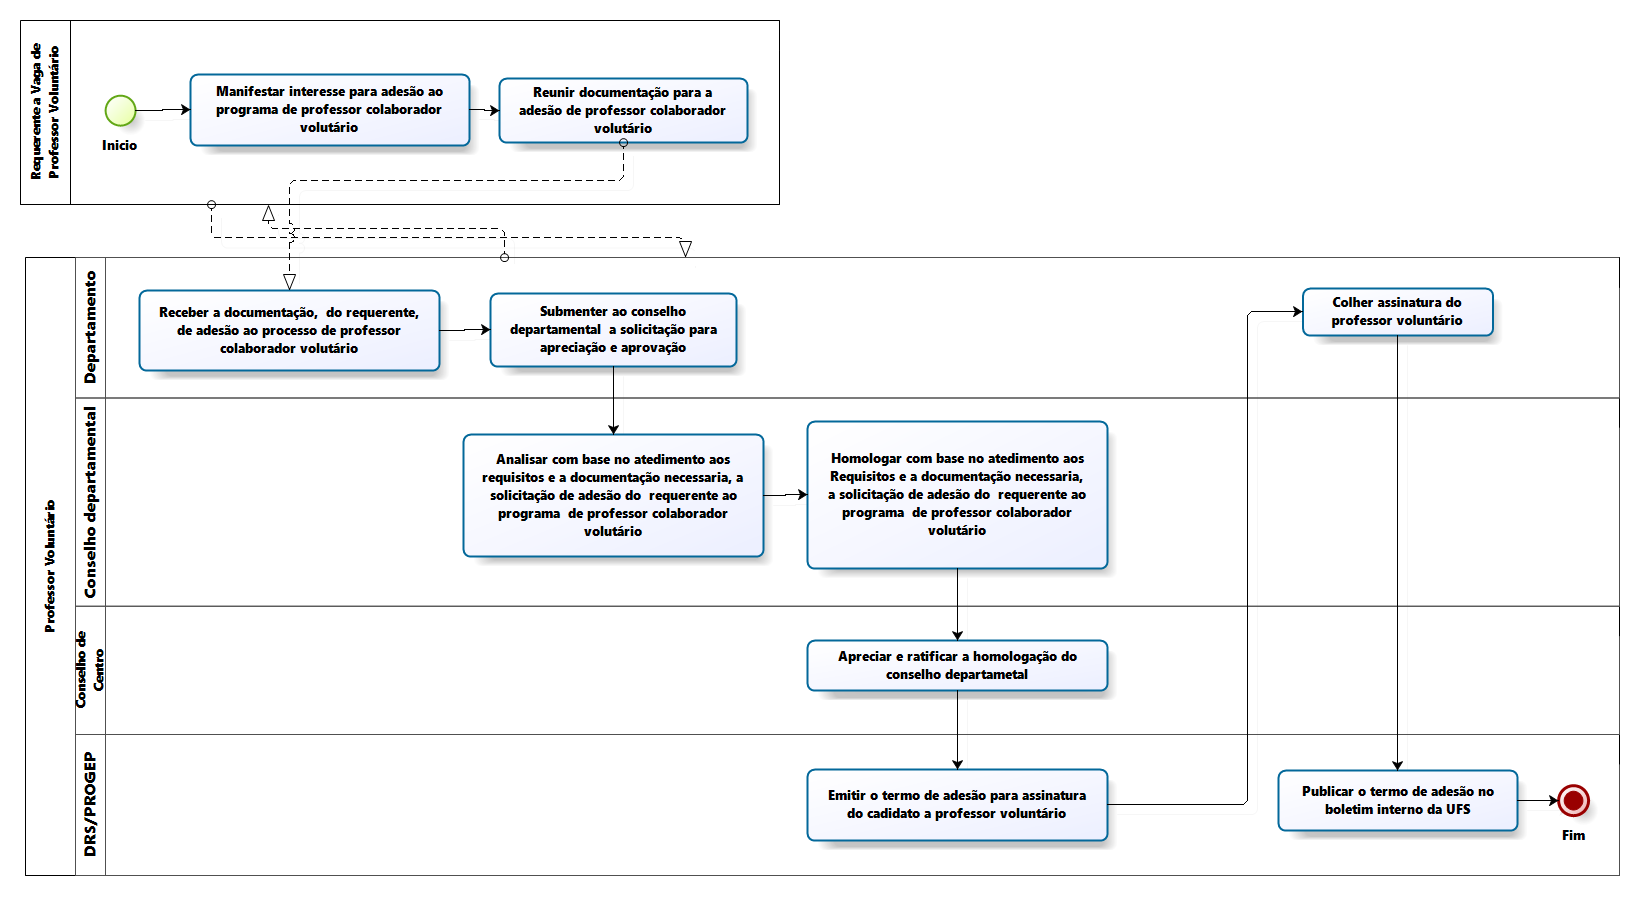 Requerente a Vaga de
Professor Voluntário
Inicio
Manifestar interesse para adesão ao
programa de professor colaborador
volutário
Reunir documentação para a
adesão de professor colaborador
volutário
Professor Voluntário
Departamento
Receber a documentação,  do requerente,
de adesão ao processo de professor
colaborador volutário
Submenter ao conselho
departamental  a solicitação para
apreciação e aprovação
Colher assinatura do
professor voluntário
Conselho departamental
Analisar com base no atedimento aos
requisitos e a documentação necessaria, a
solicitação de adesão do  requerente ao
programa  de professor colaborador
volutário
Homologar com base no atedimento aos
Requisitos e a documentação necessaria,
a solicitação de adesão do  requerente ao
programa  de professor colaborador
volutário
Conselho de
Centro
Apreciar e ratificar a homologação do
conselho departametal
DRS/PROGEP
Emitir o termo de adesão para assinatura
do cadidato a professor voluntário
Publicar o termo de adesão no
boletim interno da UFS
Fim